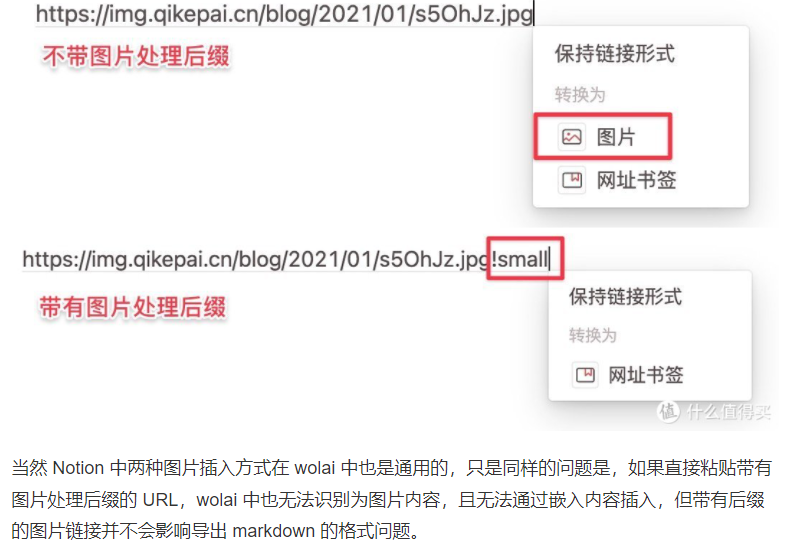 https://img.qikepai.cn/blog/2021/01/s5OhJz.jpg
不带图片处理后缀
保持链接形式
转换为
图片
网址书签
https://img.qikepai.cn/blog/2021/01/s5OhJz.jpg!small
带有图片处理后缀
保持链接形式
转换为
网址书签
值 什么值得买
当然 Notion 中两种图片插入方式在 wolai 中也是通用的，只是同样的问题是，如果直接粘贴带有
图片处理后缀的 URL，wolai 中也无法识别为图片内容，且无法通过嵌入内容插入，但带有后缀
的图片链接并不会影响导出 markdown 的格式问题。